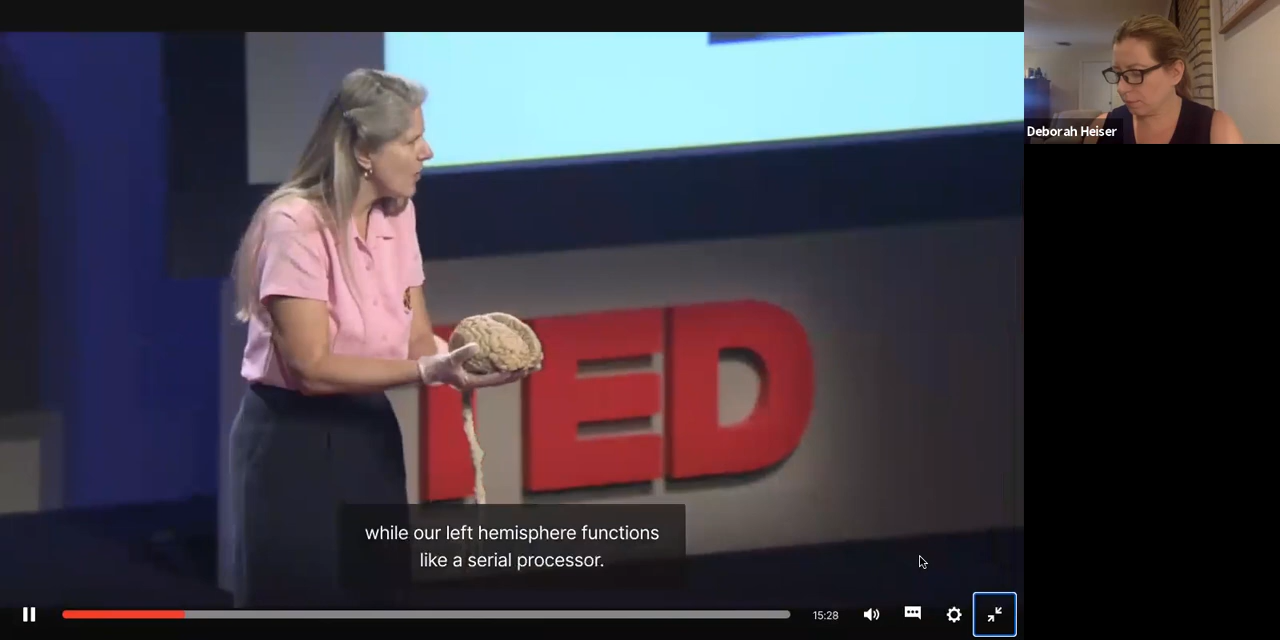 TED
Deborah Heiser
while our left hemisphere functions
like a serial processor.
15:28